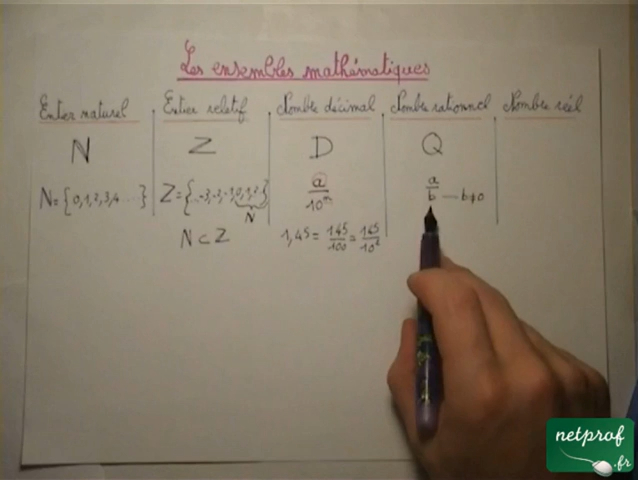 Les ensembles mathématiques
Entier naturel Entier relatif Nombre décimal Nombre rationnel Nombre réel
N Z D Q
N = {0, 1, 2, 3, 4 ... } Z = {...-3, -2, -1, 0, 1, 2 } a/10ⁿ a/b — b≠0
N
N ⊂ Z 1,45 = 145/100 = 145/10²
netprof
.fr